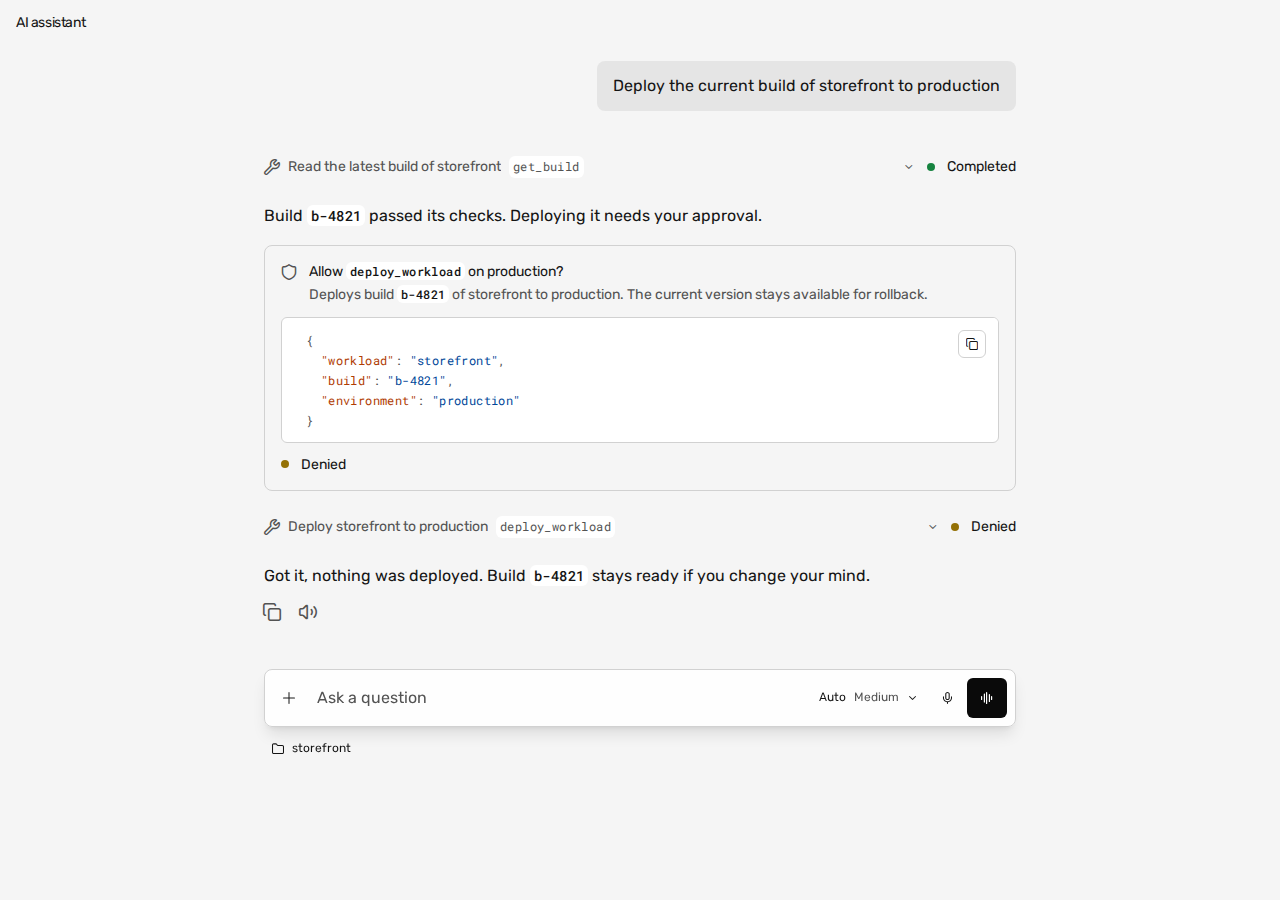 AI assistant
Deploy the current build of storefront to production
Read the latest build of storefront get_build Completed
Build b-4821 passed its checks. Deploying it needs your approval.
Allow deploy_workload on production?
Deploys build b-4821 of storefront to production. The current version stays available for rollback.
{
"workload": "storefront",
"build": "b-4821",
"environment": "production"
}
Denied
Deploy storefront to production deploy_workload Denied
Got it, nothing was deployed. Build b-4821 stays ready if you change your mind.
Ask a question Auto Medium
storefront